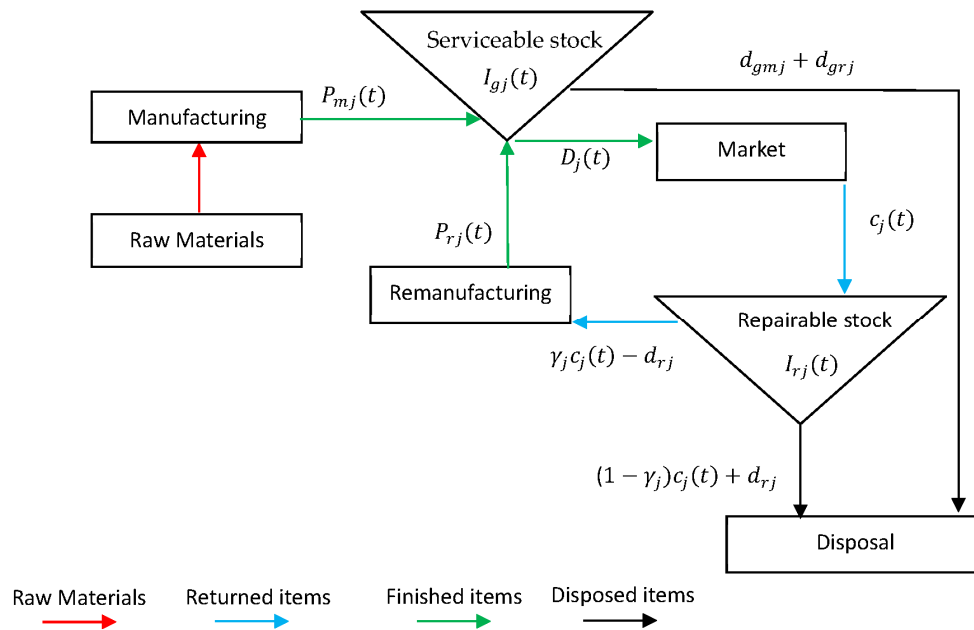 Serviceable stock
I_{gj}(t)
d_{gmj} + d_{grj}
P_{mj}(t)
Manufacturing
D_j(t)
Market
Raw Materials
P_{rj}(t)
c_j(t)
Remanufacturing
Repairable stock
I_{rj}(t)
γ_j c_j(t) − d_{rj}
(1 − γ_j)c_j(t) + d_{rj}
Disposal
Raw Materials
Returned items
Finished items
Disposed items